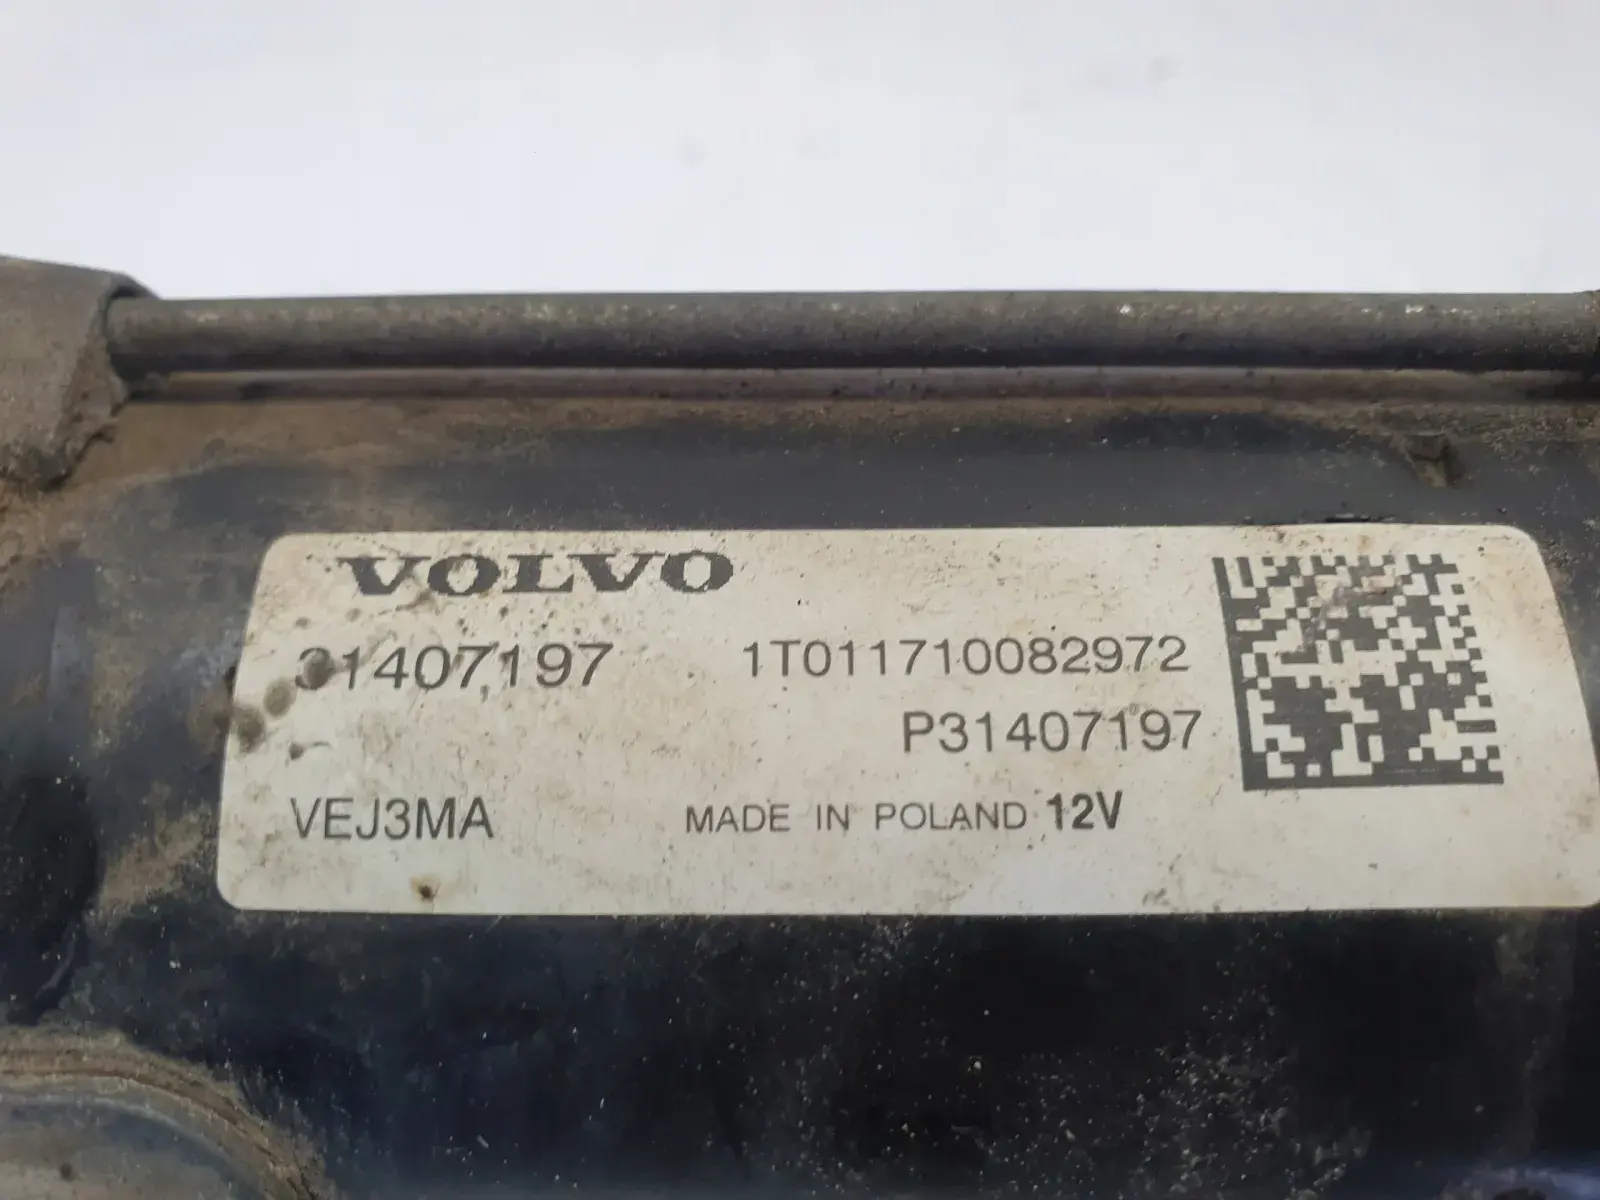 VOLVO
31407197 1T011710082972
P31407197
VEJ3MA MADE IN POLAND 12V